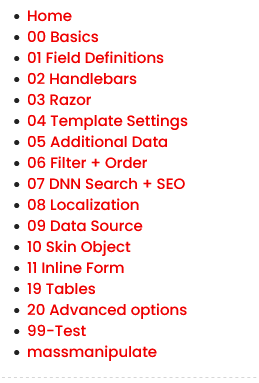 Home
00 Basics
01 Field Definitions
02 Handlebars
03 Razor
04 Template Settings
05 Additional Data
06 Filter + Order
07 DNN Search + SEO
08 Localization
09 Data Source
10 Skin Object
11 Inline Form
19 Tables
20 Advanced options
99-Test
massmanipulate